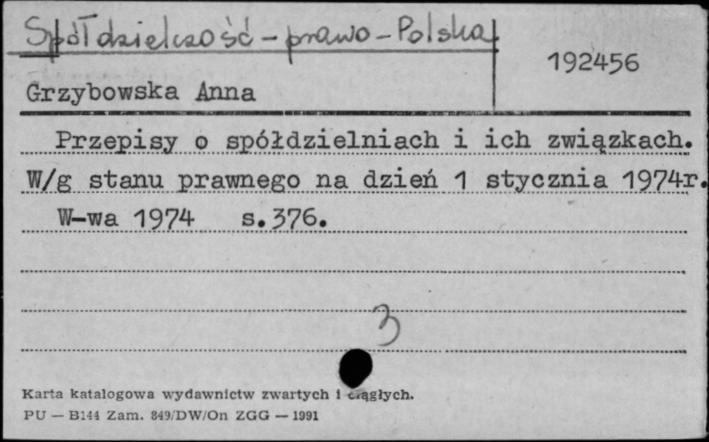 Spółdzielczość - prawo - Polska
192456
Grzybowska Anna
Przepisy o spółdzielniach i ich związkach.
W/g stanu prawnego na dzień 1 stycznia 1974r.
W-wa 1974 s.376.
3
Karta katalogowa wydawnictw zwartych i ciągłych.
PU — B144 Zam. 849/DW/On ZGG — 1991